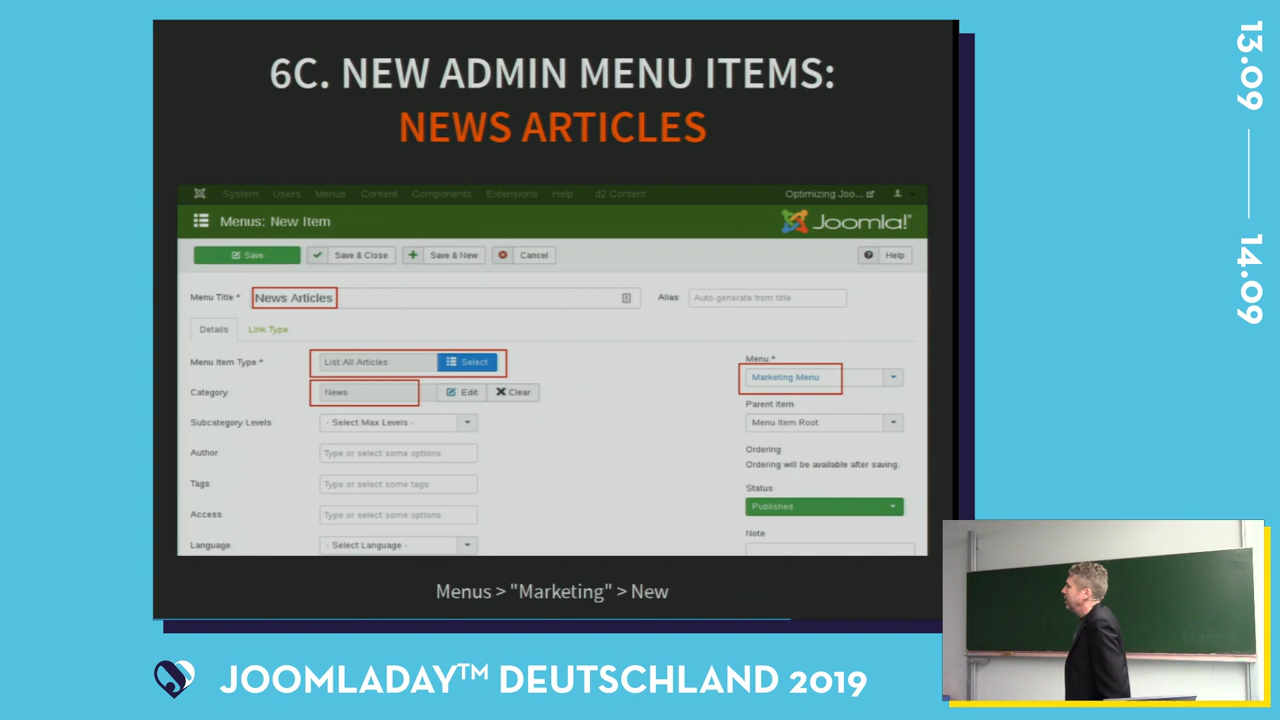 6C. NEW ADMIN MENU ITEMS:
NEWS ARTICLES
System Users Menus Content Components Extensions Help d2 Content Optimizing Joo...
Menus: New Item
Joomla!®
Save Save & Close Save & New Cancel Help
Menu Title * News Articles Alias Auto-generate from title
Details Link Type
Menu Item Type * List All Articles Select
Menu *
Marketing Menu
Category News Edit Clear
Parent Item
Subcategory Levels - Select Max Levels - Menu Item Root
Author Type or select some options
Ordering
Ordering will be available after saving.
Tags Type or select some tags
Status
Published
Access Type or select some options
Note
Language - Select Language -
Menus > "Marketing" > New
JOOMLADAY™ DEUTSCHLAND 2019
13.09
14.09